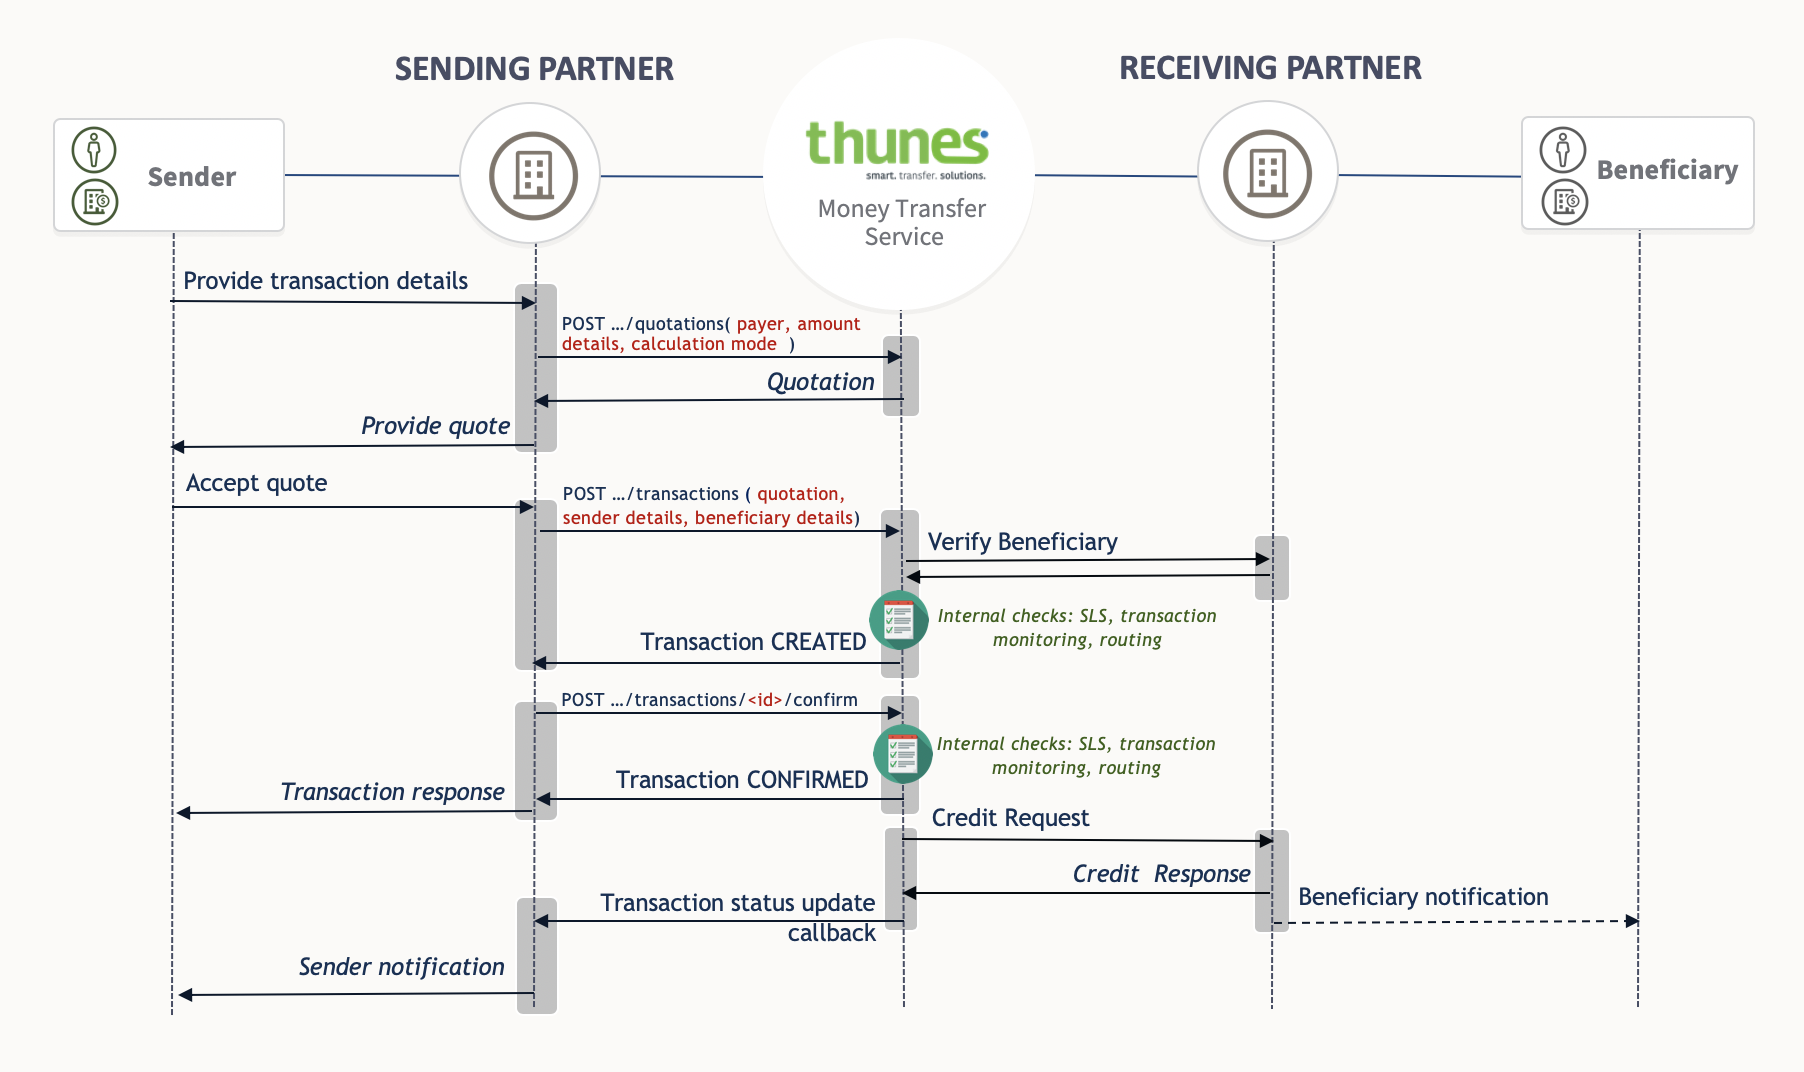 SENDING PARTNER
RECEIVING PARTNER
thunes
smart. transfer. solutions.
Money Transfer
Service
Sender
Beneficiary
$
$
Provide transaction details
POST …/quotations( payer, amount
details, calculation mode )
Quotation
Provide quote
Accept quote
POST …/transactions ( quotation,
sender details, beneficiary details)
Verify Beneficiary
Internal checks: SLS, transaction
monitoring, routing
Transaction CREATED
POST …/transactions/<id>/confirm
Internal checks: SLS, transaction
monitoring, routing
Transaction CONFIRMED
Transaction response
Credit Request
Credit Response
Transaction status update
callback
Beneficiary notification
Sender notification